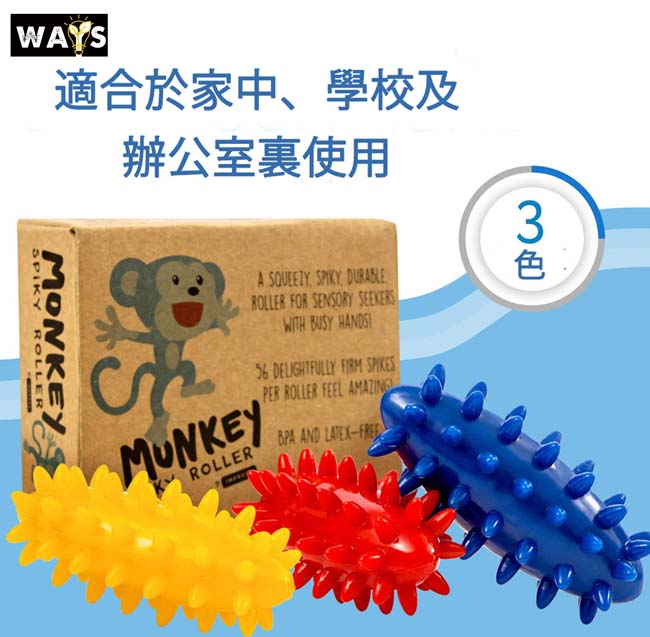 WAYS
適合於家中、學校及
辦公室裏使用
3
色
MONKEY
SPIKY ROLLER
A SQUEEZY, SPIKY, DURABLE
ROLLER FOR SENSORY SEEKERS
WITH BUSY HANDS!
56 DELIGHTFULLY FIRM SPIKES
PER ROLLER FEEL AMAZING!
BPA AND LATEX-FREE
MUNKEY
ROLLER